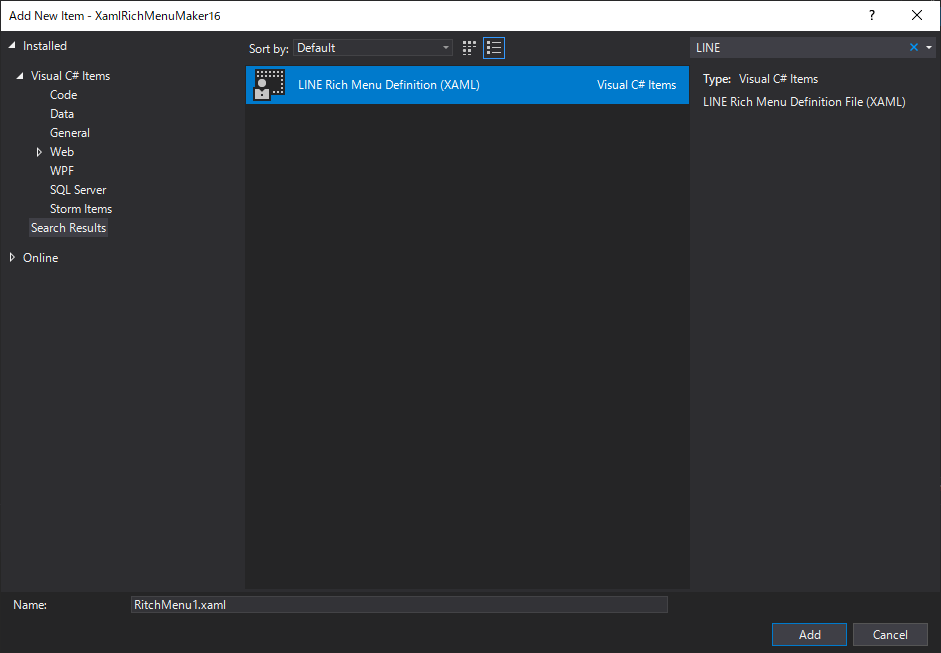 Add New Item - XamlRichMenuMaker16
?
Installed
Visual C# Items
Code
Data
General
Web
WPF
SQL Server
Storm Items
Search Results
Online
Sort by: Default
LINE Rich Menu Definition (XAML) Visual C# Items
LINE
Type: Visual C# Items
LINE Rich Menu Definition File (XAML)
Name: RitchMenu1.xaml
Add Cancel